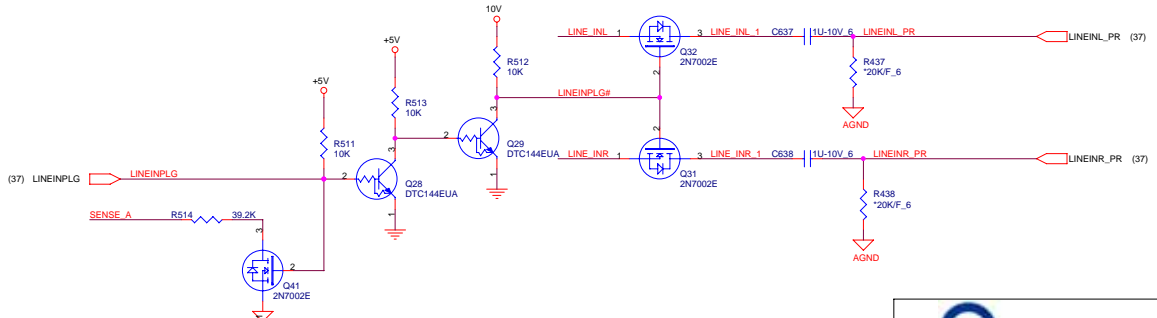 10V
LINE_INL 1 3 LINE_INL_1 C637 1U-10V_6 LINEINL_PR LINEINL_PR (37)
Q32
2N7002E
2
+5V
R512
10K
R437
*20K/F_6
+5V
LINEINPLG#
R513
10K
AGND
3
2
3
2
Q29
DTC144EUA
R511
10K
LINE_INR 1 3 LINE_INR_1 C638 1U-10V_6 LINEINR_PR LINEINR_PR (37)
1
Q31
2N7002E
(37) LINEINPLG LINEINPLG
2
Q28
DTC144EUA
R438
*20K/F_6
1
SENSE_A R514 39.2K
3
AGND
2
Q41
2N7002E